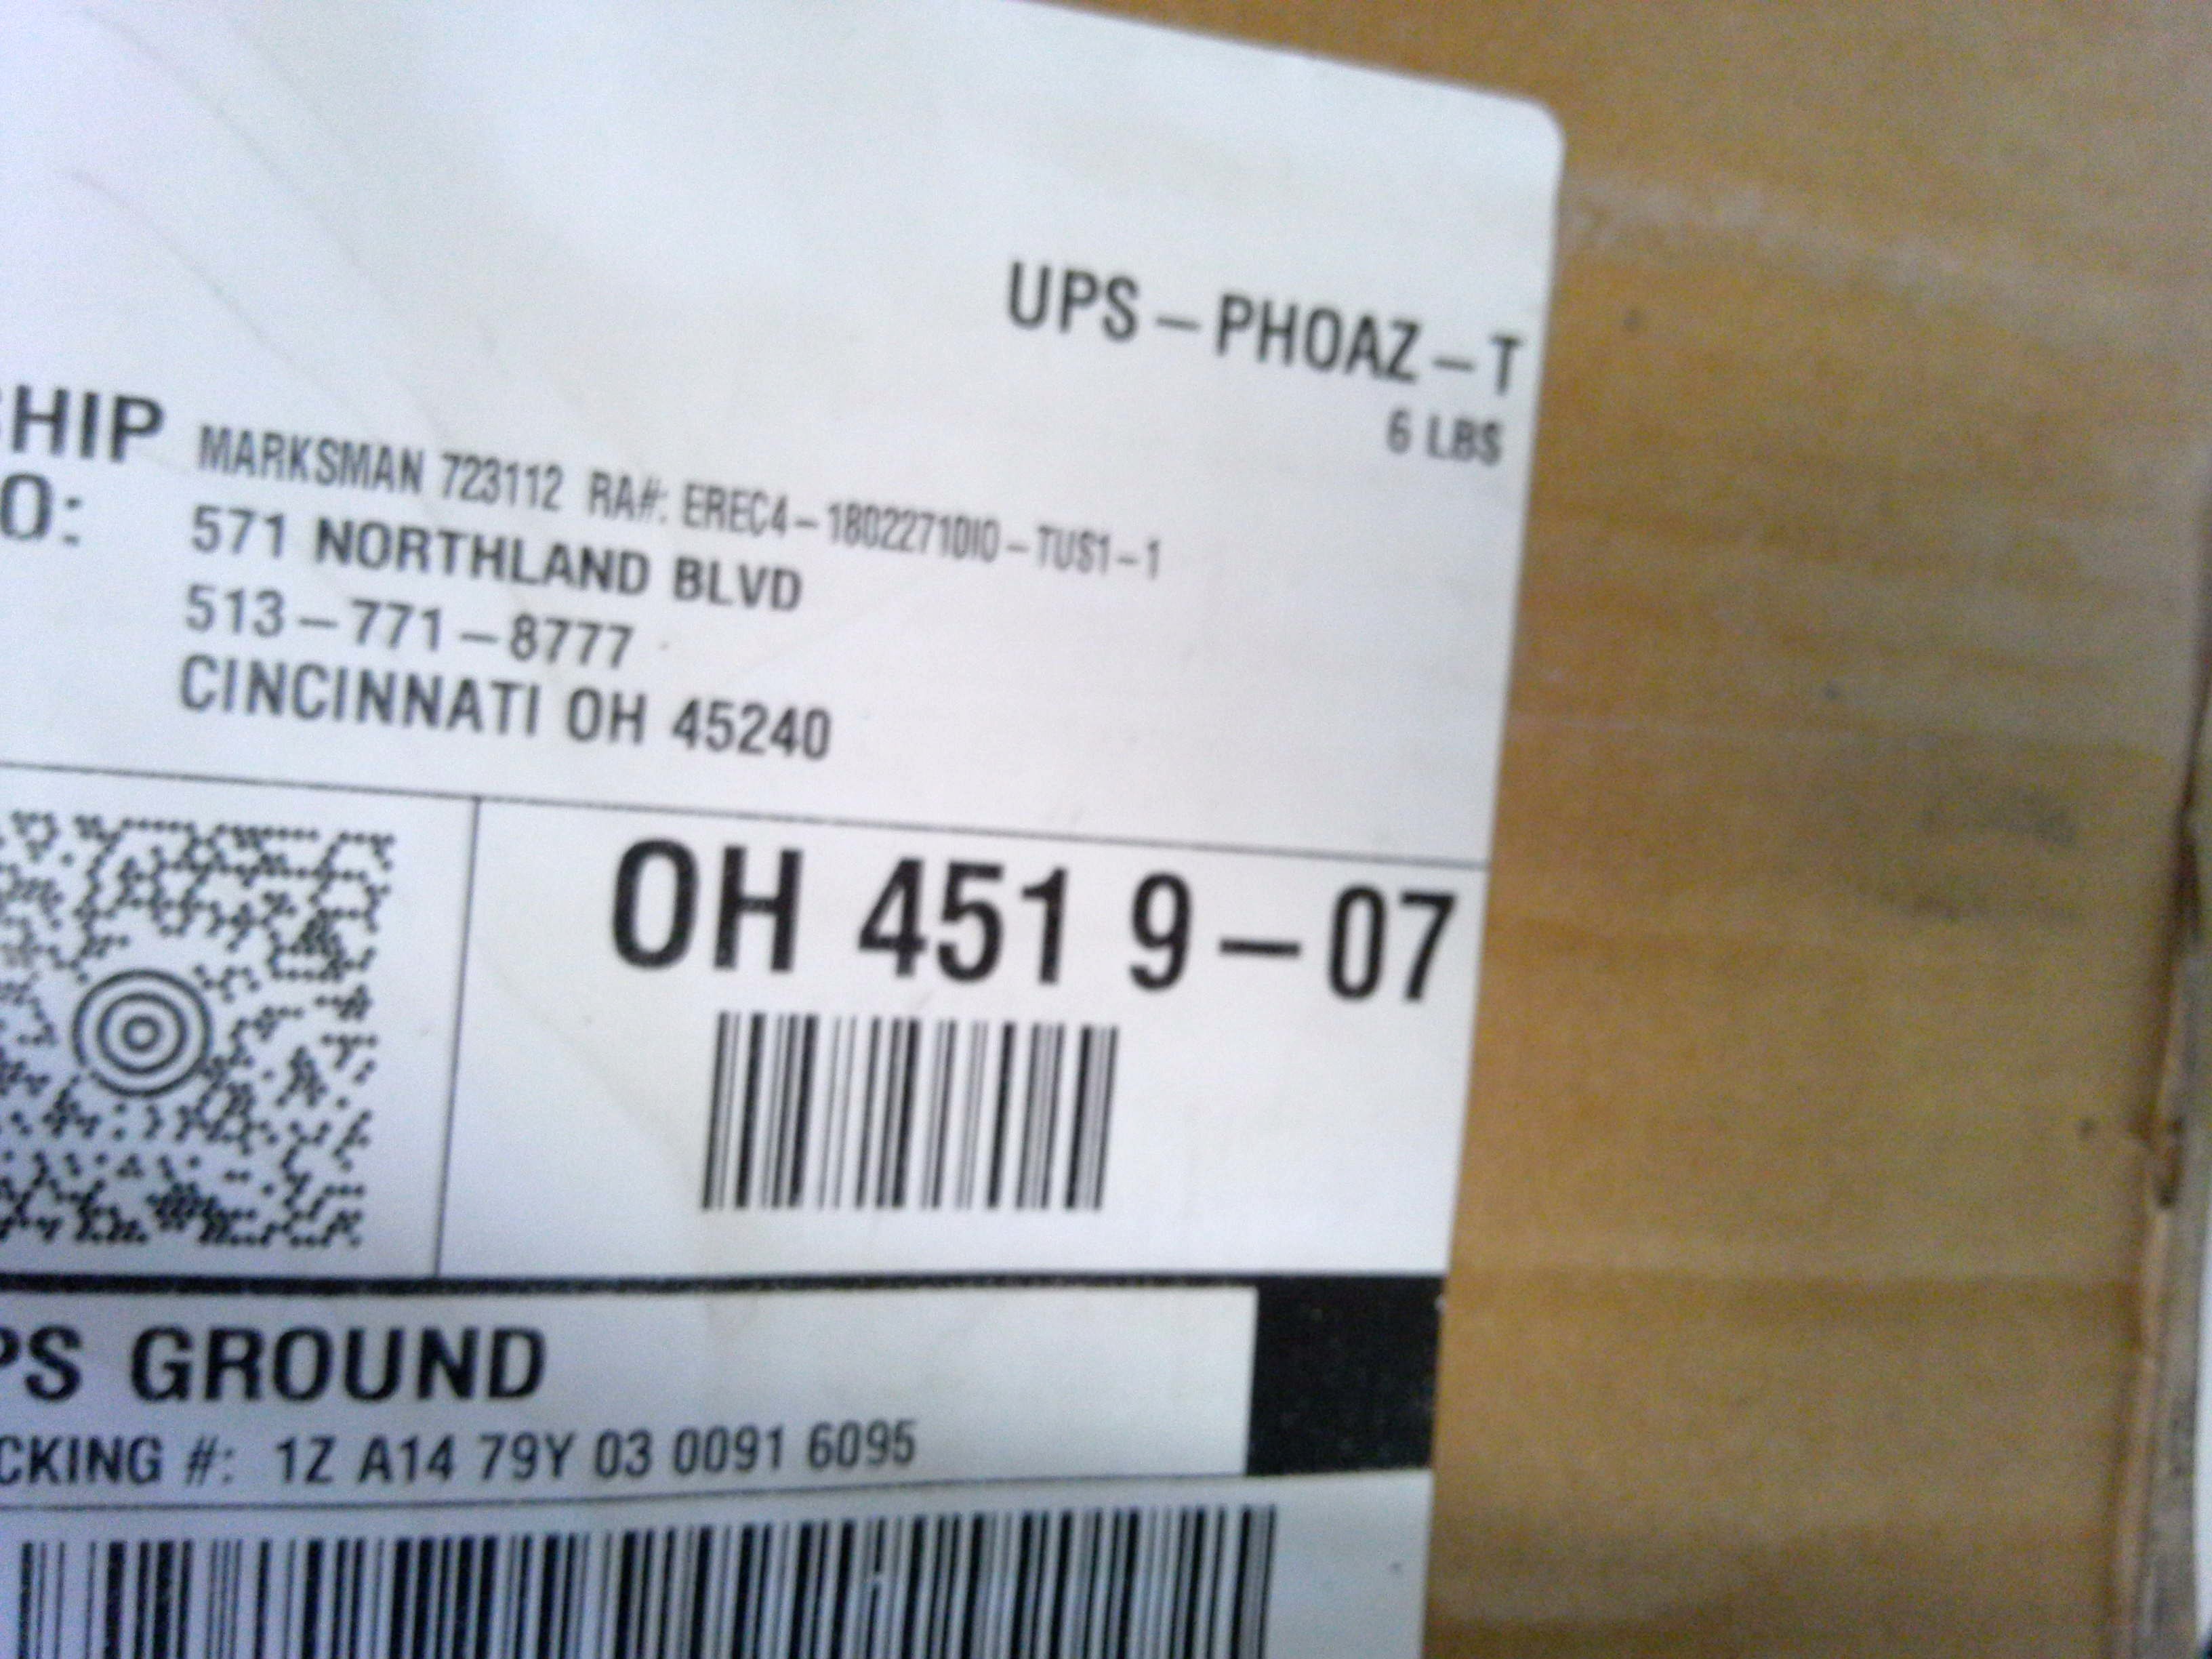 UPS – PHOAZ – T
6 LBS
SHIP MARKSMAN 723112 RA#: EREC4–1802271010–TUS1–1
O: 571 NORTHLAND BLVD
513–771–8777
CINCINNATI OH 45240
OH 451 9–07
PS GROUND
CKING #: 1Z A14 79Y 03 0091 6095